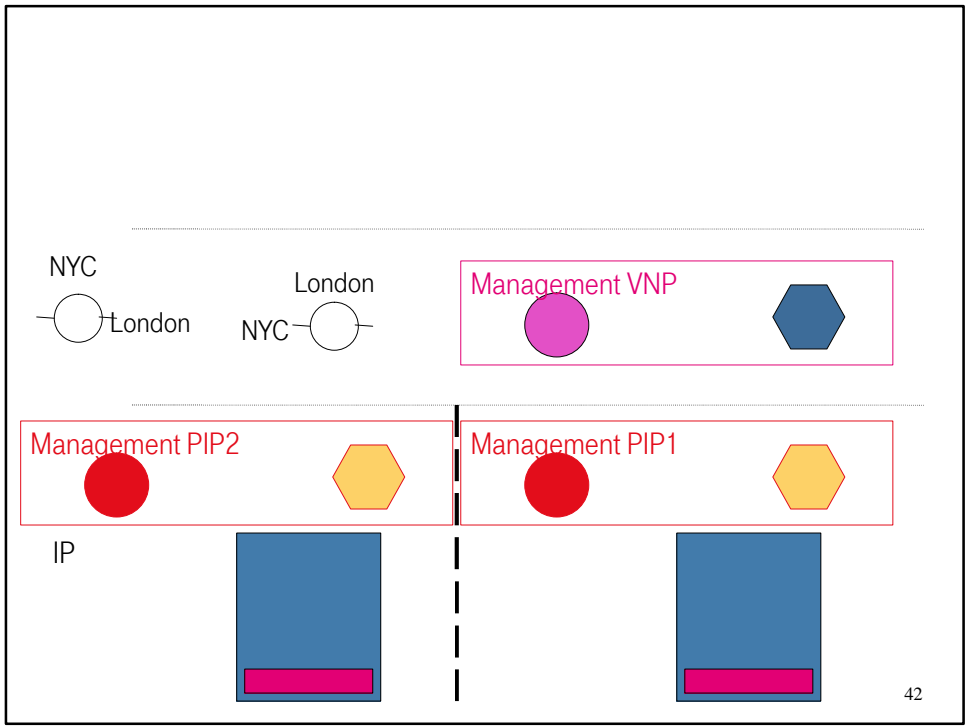 NYC
London
London
NYC
Management VNP
Management PIP2
Management PIP1
IP
42